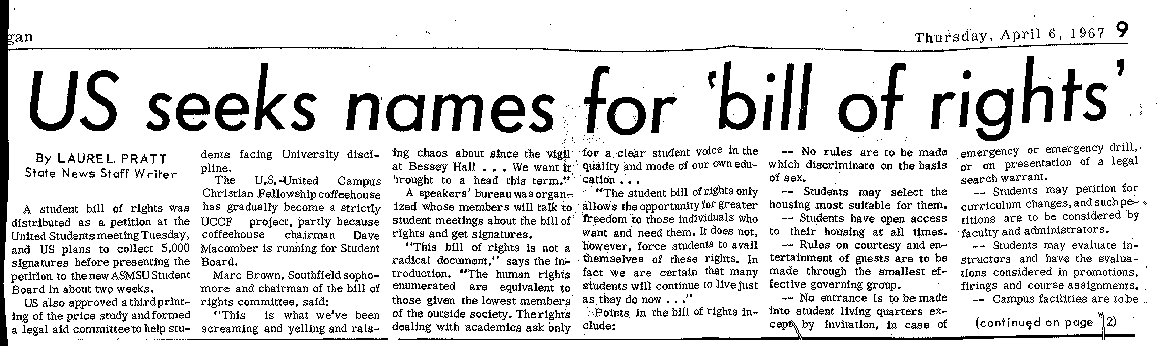 gan
Thursday, April 6, 1967 9
US seeks names for 'bill of rights'
By LAUREL PRATT
State News Staff Writer
A student bill of rights was
distributed as a petition at the
United Students meeting Tuesday,
and US plans to collect 5,000
signatures before presenting the
petition to the new ASMSU Student
Board in about two weeks.
US also approved a third print-
ing of the price study and formed
a legal aid committee to help stu-
dents facing University disci-
pline.
The U.S.-United Campus
Christian Fellowship coffeehouse
has gradually become a strictly
UCCF project, partly because
coffeehouse chairman Dave
Macomber is running for Student
Board.
Marc Brown, Southfield sopho-
more and chairman of the bill of
rights committee, said:
"This is what we've been
screaming and yelling and rais-
ing chaos about since the vigil
at Bessey Hall . . . We want it
brought to a head this term."
A speakers' bureau was organ-
ized whose members will talk to
student meetings about the bill of
rights and get signatures.
"This bill of rights is not a
radical document," says the in-
troduction. "The human rights
enumerated are equivalent to
those given the lowest members
of the outside society. The rights
dealing with academics ask only
for a clear student voice in the
quality and mode of our own edu-
cation . . .
"The student bill of rights only
allows the opportunity for greater
freedom to those individuals who
want and need them. It does not,
however, force students to avail
themselves of these rights. In
fact we are certain that many
students will continue to live just
as they do now . . ."
Points in the bill of rights in-
clude:
-- No rules are to be made
which discriminate on the basis
of sex.
-- Students may select the
housing most suitable for them.
-- Students have open access
to their housing at all times.
-- Rules on courtesy and en-
tertainment of guests are to be
made through the smallest ef-
fective governing group.
-- No entrance is to be made
into student living quarters ex-
cept by invitation, in case of
emergency or emergency drill,
or on presentation of a legal
search warrant.
-- Students may petition for
curriculum changes, and such pe-
titions are to be considered by
faculty and administrators.
-- Students may evaluate in-
structors and have the evalua-
tions considered in promotions,
firings and course assignments.
-- Campus facilities are to be
(continued on page 12)